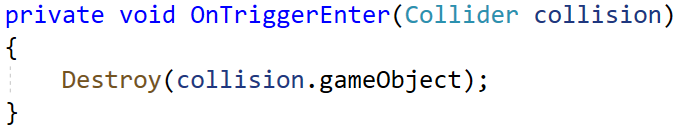 private void OnTriggerEnter(Collider collision)
{
    Destroy(collision.gameObject);
}